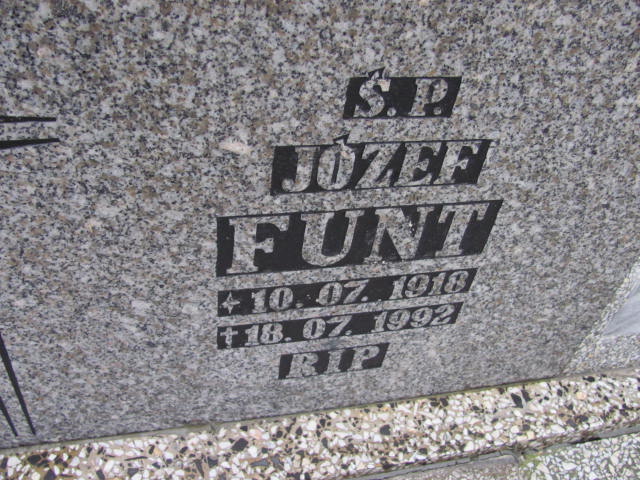 Ś.P.
JÓZEF
FUNT
+ 10. 07. 1918
† 18. 07. 1992
RIP